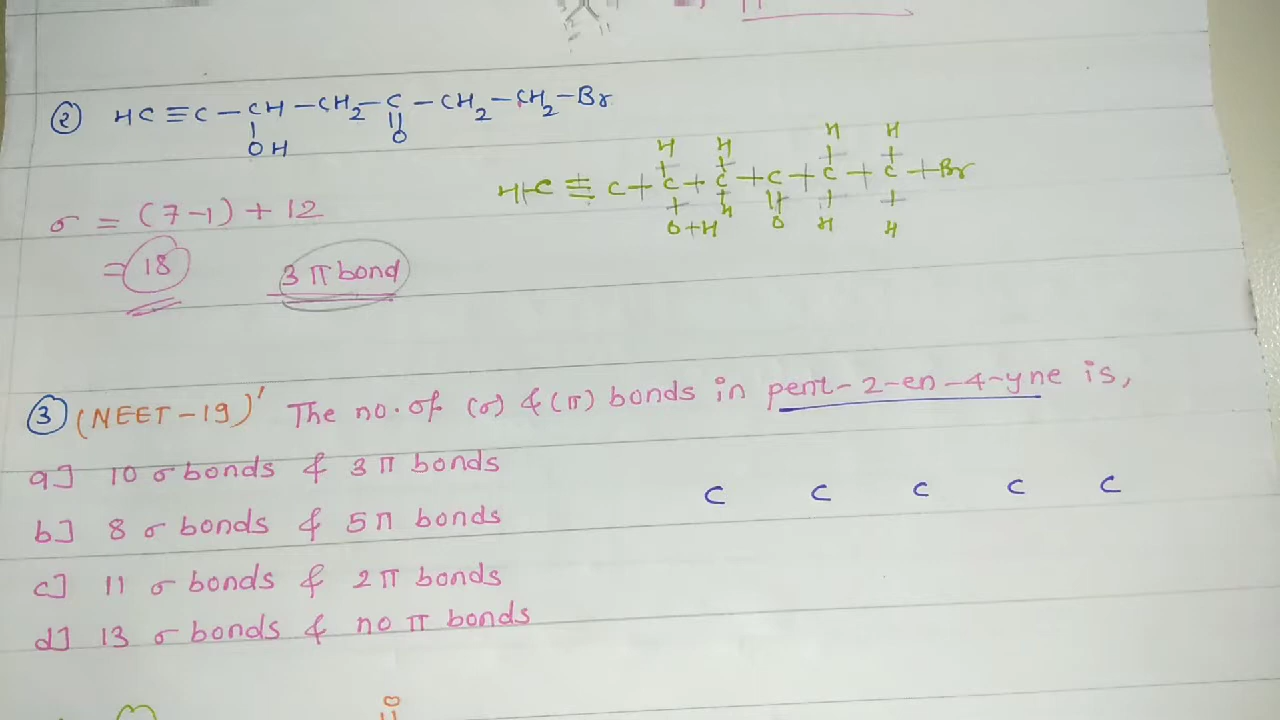 ② HC≡C-CH-CH₂-C-CH₂-CH₂-Br
OH O
H H H H
H+C≡C+C+C+C+C+C+Br
O+H H O H H
σ = (7-1) + 12
= 18 3 π bond
③ (NEET-19)' The no. of (σ) & (π) bonds in pent-2-en-4-yne is,
a] 10 σ bonds & 3 π bonds
C C C C C
b] 8 σ bonds & 5 π bonds
c] 11 σ bonds & 2 π bonds
d] 13 σ bonds & no π bonds